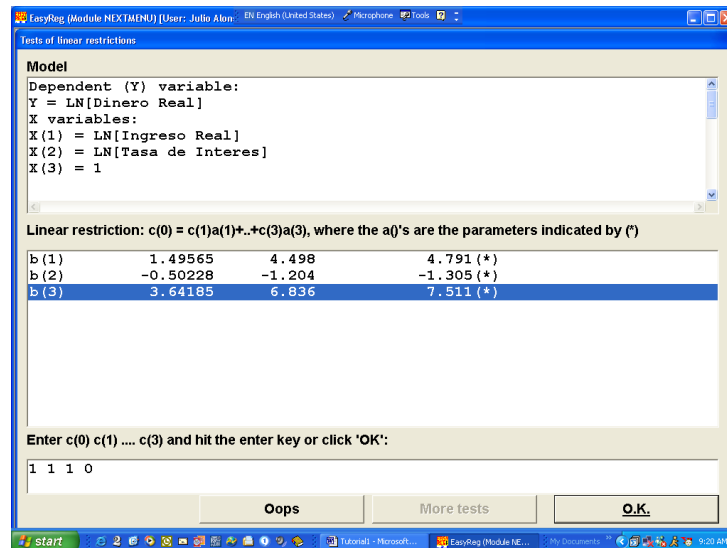 EasyReg (Module NEXTMENU) [User: Julio Alon
EN English (United States) Microphone Tools
Tests of linear restrictions
Model
Dependent (Y) variable:
Y = LN[Dinero Real]
X variables:
X(1) = LN[Ingreso Real]
X(2) = LN[Tasa de Interes]
X(3) = 1
Linear restriction: c(0) = c(1)a(1)+..+c(3)a(3), where the a()'s are the parameters indicated by (*)
b(1) 1.49565 4.498 4.791(*)
b(2) -0.50228 -1.204 -1.305(*)
b(3) 3.64185 6.836 7.511(*)
Enter c(0) c(1) .... c(3) and hit the enter key or click 'OK':
1 1 1 0
Oops More tests O.K.
start Tutorial1 - Microsoft... EasyReg (Module NE... My Documents » 9:20 AM